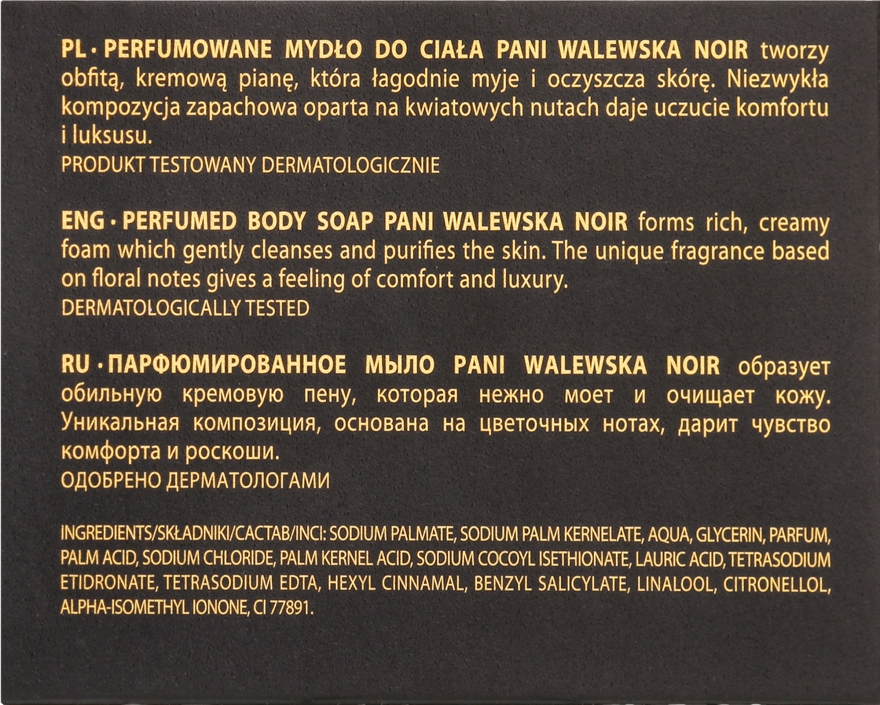 PL • PERFUMOWANE MYDŁO DO CIAŁA PANI WALEWSKA NOIR tworzy
obfitą, kremową pianę, która łagodnie myje i oczyszcza skórę. Niezwykła
kompozycja zapachowa oparta na kwiatowych nutach daje uczucie komfortu
i luksusu.
PRODUKT TESTOWANY DERMATOLOGICZNIE
ENG • PERFUMED BODY SOAP PANI WALEWSKA NOIR forms rich, creamy
foam which gently cleanses and purifies the skin. The unique fragrance based
on floral notes gives a feeling of comfort and luxury.
DERMATOLOGICALLY TESTED
RU • ПАРФЮМИРОВАННОЕ МЫЛО PANI WALEWSKA NOIR образует
обильную кремовую пену, которая нежно моет и очищает кожу.
Уникальная композиция, основана на цветочных нотах, дарит чувство
комфорта и роскоши.
ОДОБРЕНО ДЕРМАТОЛОГАМИ
INGREDIENTS/SKŁADNIKI/САСТАВ/INCI: SODIUM PALMATE, SODIUM PALM KERNELATE, AQUA, GLYCERIN, PARFUM,
PALM ACID, SODIUM CHLORIDE, PALM KERNEL ACID, SODIUM COCOYL ISETHIONATE, LAURIC ACID, TETRASODIUM
ETIDRONATE, TETRASODIUM EDTA, HEXYL CINNAMAL, BENZYL SALICYLATE, LINALOOL, CITRONELLOL,
ALPHA-ISOMETHYL IONONE, CI 77891.